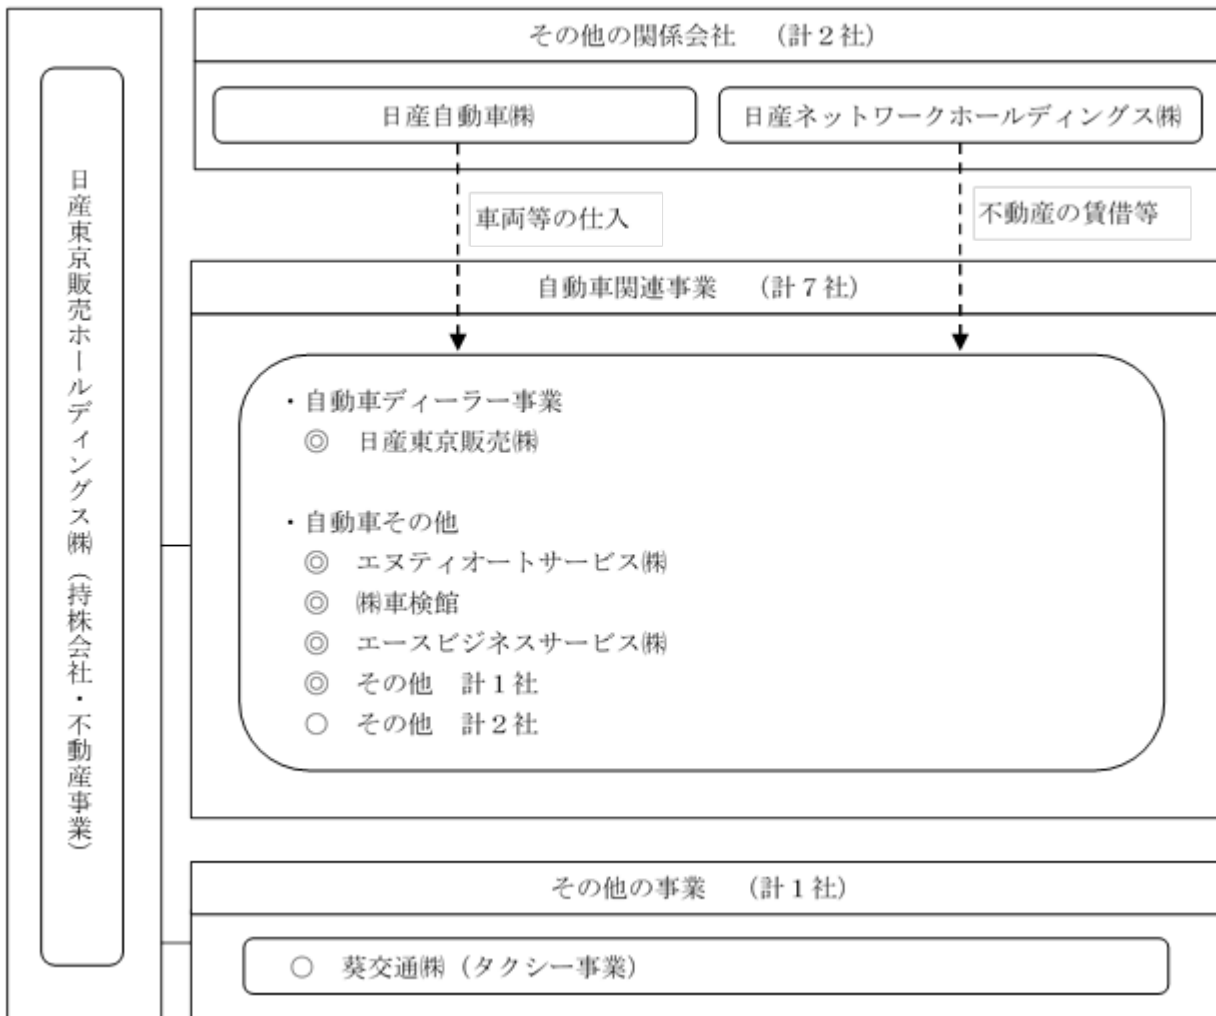 日産東京販売ホールディングス㈱（持株会社・不動産事業）
その他の関係会社　（計２社）
日産自動車㈱
日産ネットワークホールディングス㈱
車両等の仕入
不動産の賃借等
自動車関連事業　（計７社）
・自動車ディーラー事業
◎　日産東京販売㈱
・自動車その他
◎　エヌティオートサービス㈱
◎　㈱車検館
◎　エースビジネスサービス㈱
◎　その他　計１社
○　その他　計２社
その他の事業　（計１社）
○　葵交通㈱（タクシー事業）